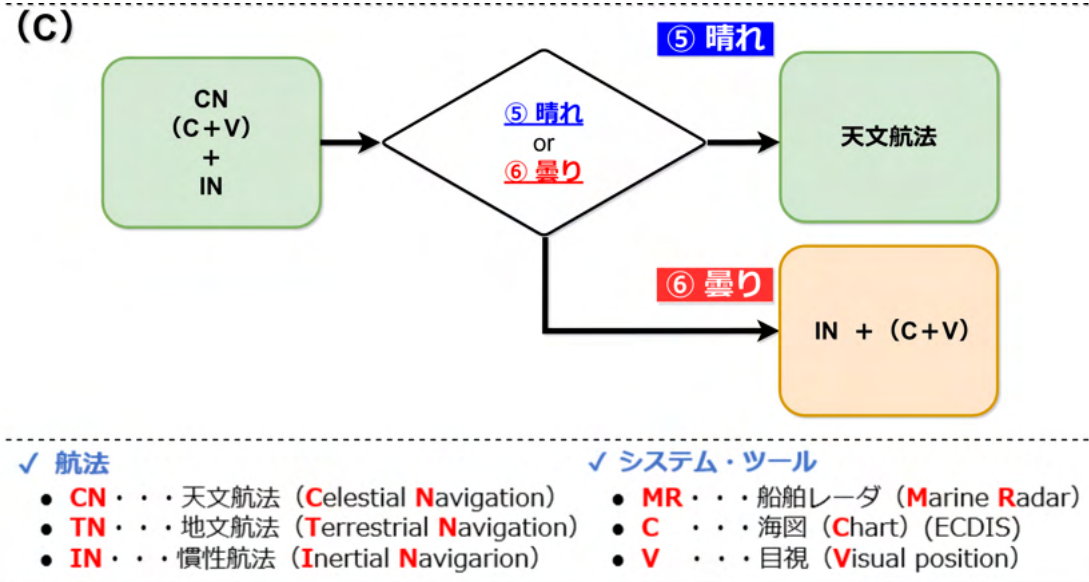 (C)
⑤ 晴れ
CN
（C＋V）
＋
IN
⑤ 晴れ
or
⑥ 曇り
天文航法
⑥ 曇り
IN ＋（C＋V）
✓ 航法
● CN・・・天文航法（Celestial Navigation）
● TN・・・地文航法（Terrestrial Navigation）
● IN・・・慣性航法（Inertial Navigarion）
✓ システム・ツール
● MR・・・船舶レーダ（Marine Radar）
● C ・・・海図（Chart）(ECDIS)
● V ・・・目視（Visual position）